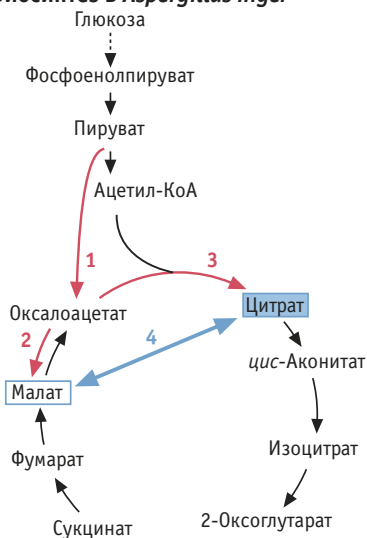 Глюкоза
Фосфоенолпируват
Пируват
Ацетил-КоА
1
3
Оксалоацетат
Цитрат
2
4
цис-Аконитат
Малат
Фумарат
Изоцитрат
Сукцинат
2-Оксоглутарат